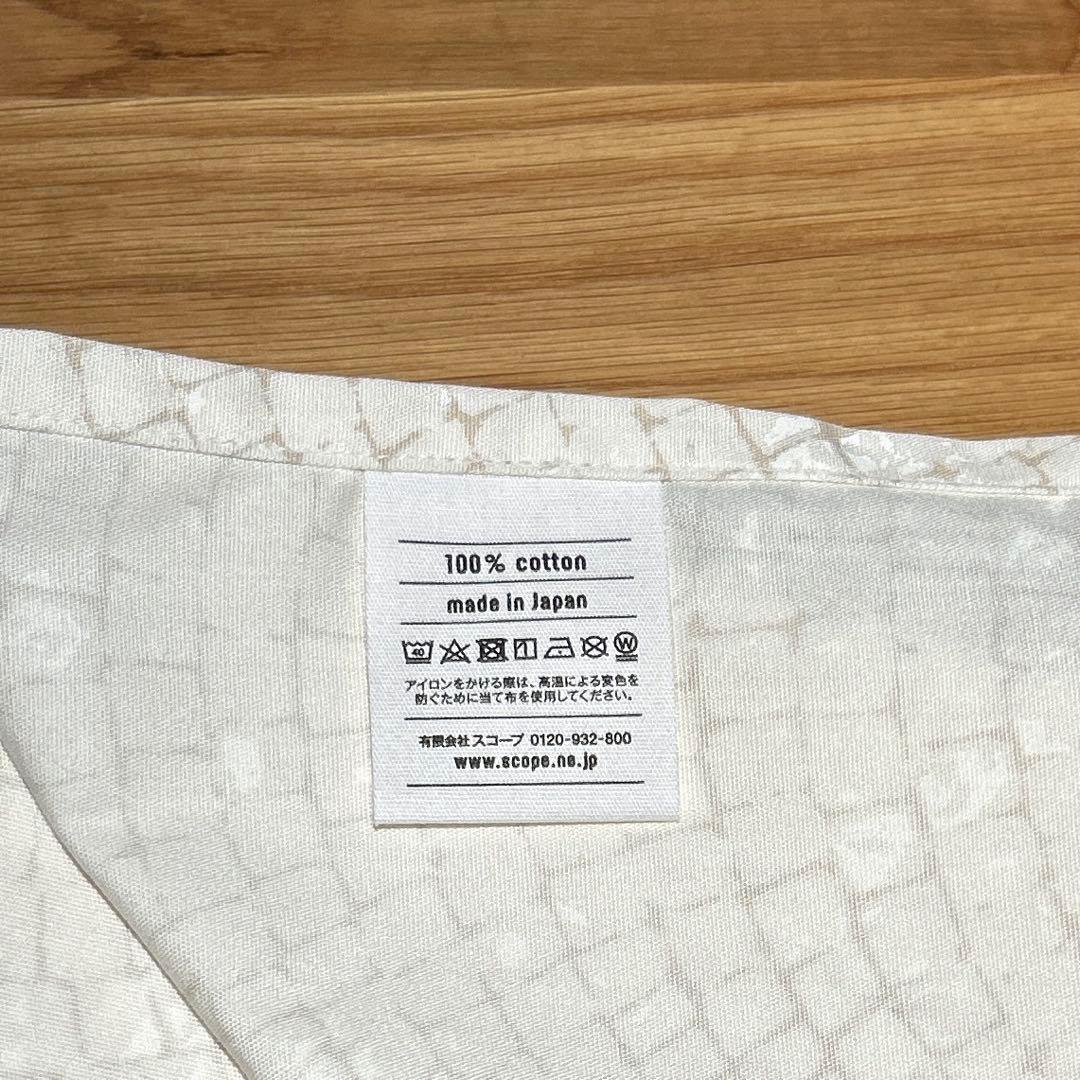 100% cotton
made in Japan
40
W
アイロンをかける際は、高温による変色を
防ぐために当て布を使用してください。
有限会社スコープ 0120-932-800
www.scope.ne.jp